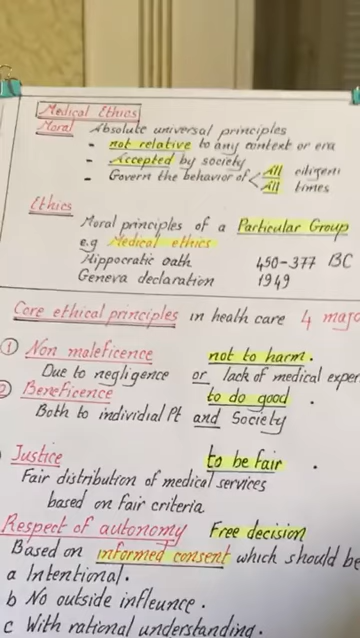 Medical Ethics
Moral Absolute universal principles
- not relative to any context or era
- Accepted by society
- Govern the behavior of < All citizens
All times
Ethics
Moral principles of a Particular Group
e.g Medical ethics
Hippocratic oath 450-377 BC
Geneva declaration 1949
Core ethical principles in health care 4 majo
① Non maleficence not to harm.
Due to negligence or lack of medical exper
② Beneficence to do good.
Both to individial Pt and Society
Justice to be fair.
Fair distribution of medical services
based on fair criteria
Respect of autonomy Free decision
Based on informed consent which should be
a Intentional.
b No outside infleunce.
c With rational understanding.